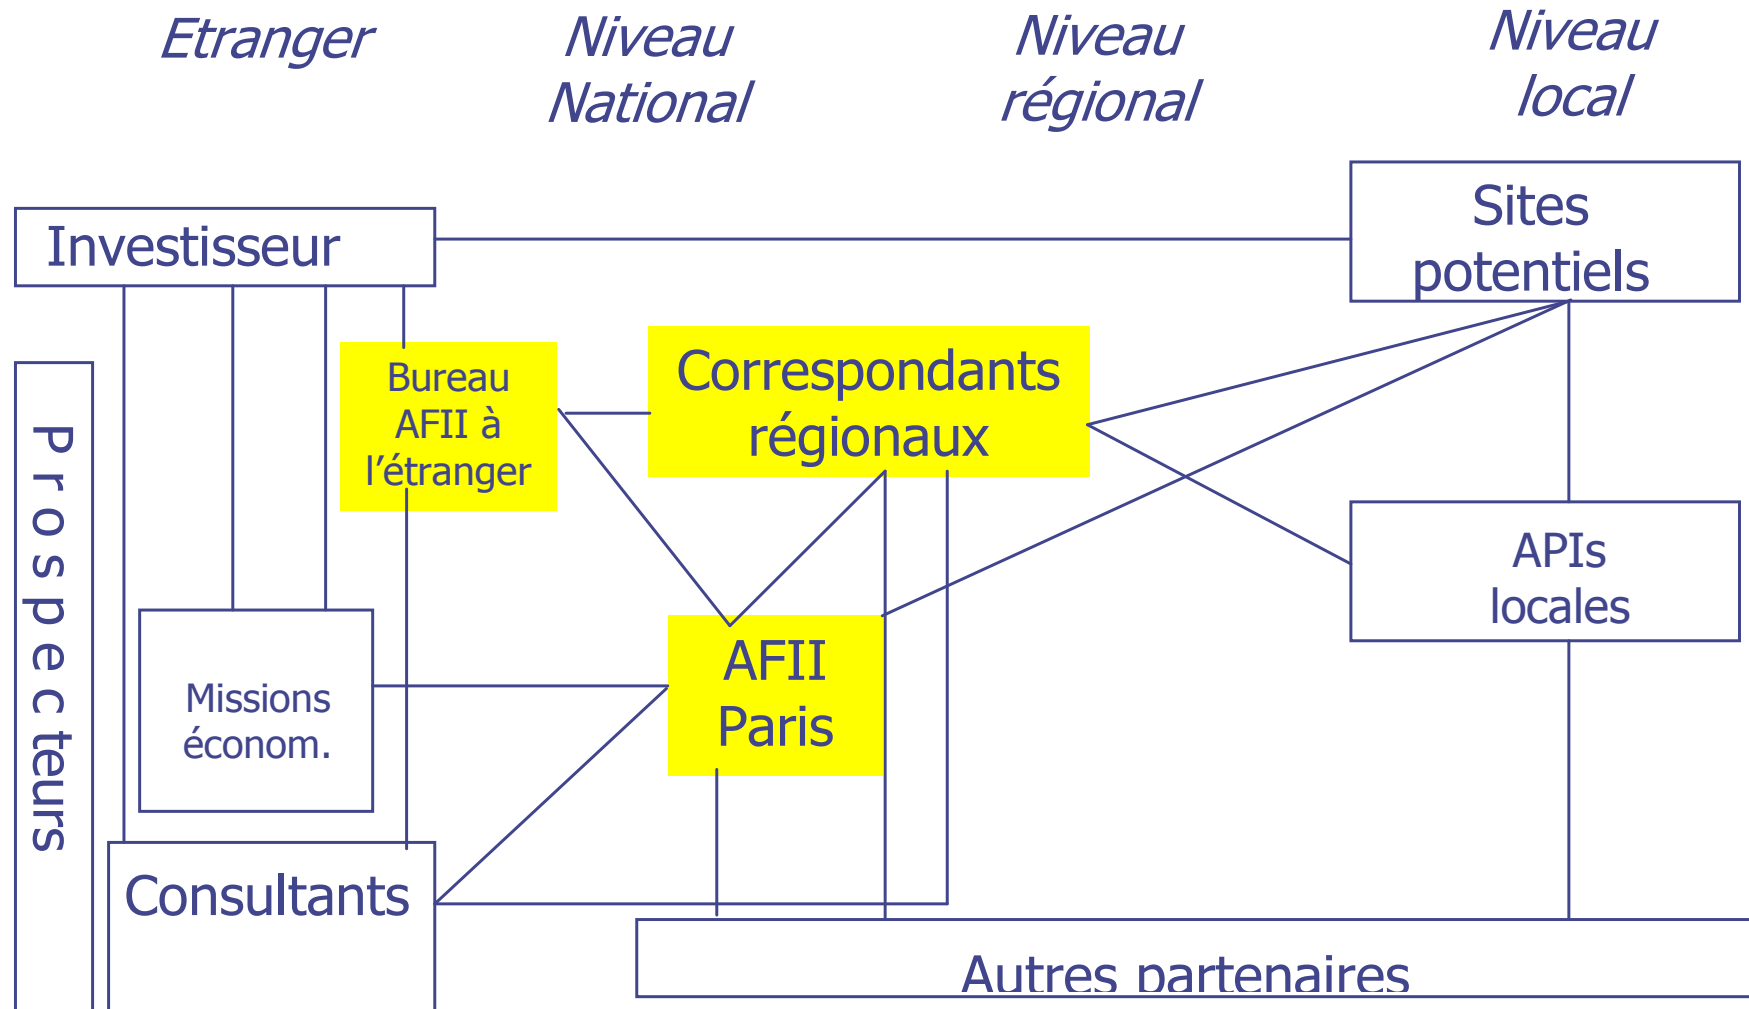 Etranger
Niveau
National
Niveau
régional
Niveau
local
Sites
potentiels
Investisseur
Bureau
AFII à
l'étranger
Correspondants
régionaux
Prospecteurs
APIs
locales
AFII
Paris
Missions
économ.
Consultants
Autres partenaires